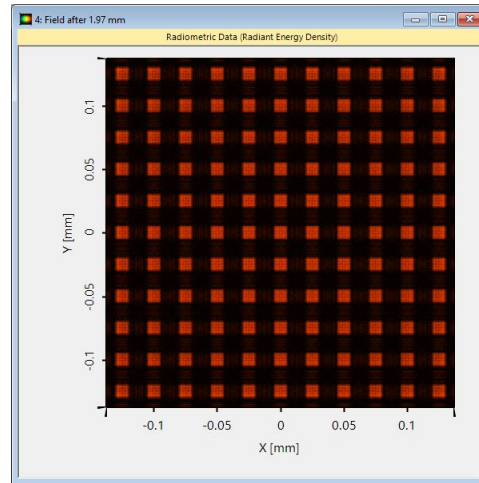 4: Field after 1.97 mm
Radiometric Data (Radiant Energy Density)
0.1
0.05
0
-0.05
-0.1
Y [mm]
-0.1 -0.05 0 0.05 0.1
X [mm]